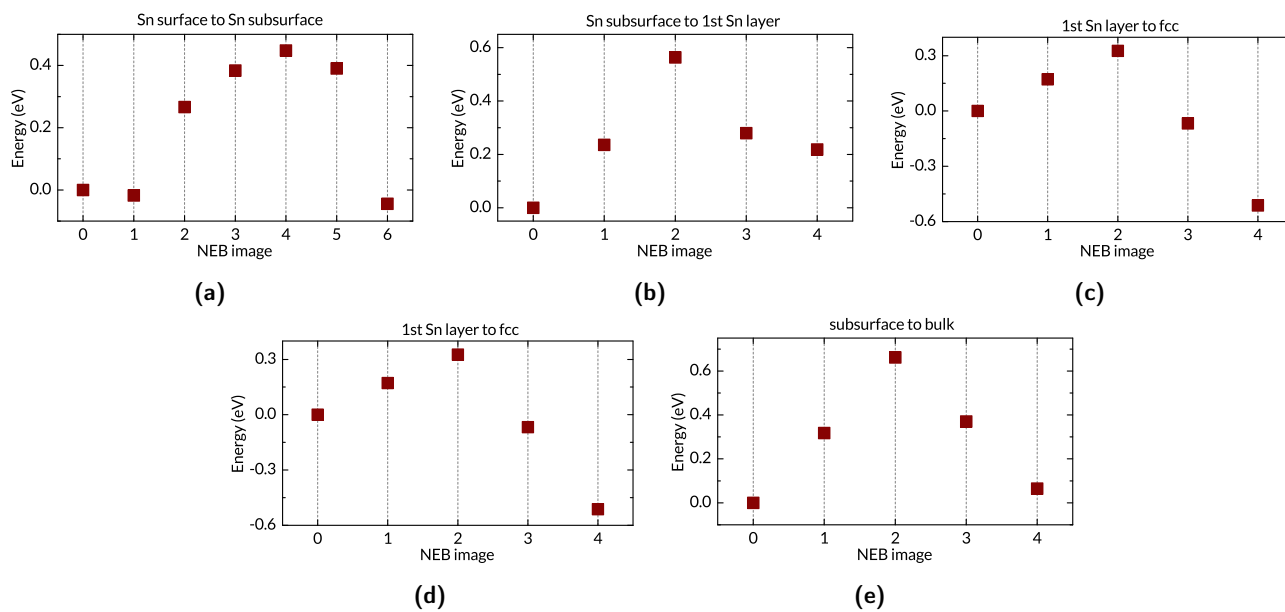 Sn surface to Sn subsurface
Energy (eV)
0.4
0.2
0.0
0 1 2 3 4 5 6
NEB image
(a)
Sn subsurface to 1st Sn layer
Energy (eV)
0.6
0.4
0.2
0.0
0 1 2 3 4
NEB image
(b)
1st Sn layer to fcc
Energy (eV)
0.3
0.0
-0.3
-0.6
0 1 2 3 4
NEB image
(c)
1st Sn layer to fcc
Energy (eV)
0.3
0.0
-0.3
-0.6
0 1 2 3 4
NEB image
(d)
subsurface to bulk
Energy (eV)
0.6
0.4
0.2
0.0
0 1 2 3 4
NEB image
(e)